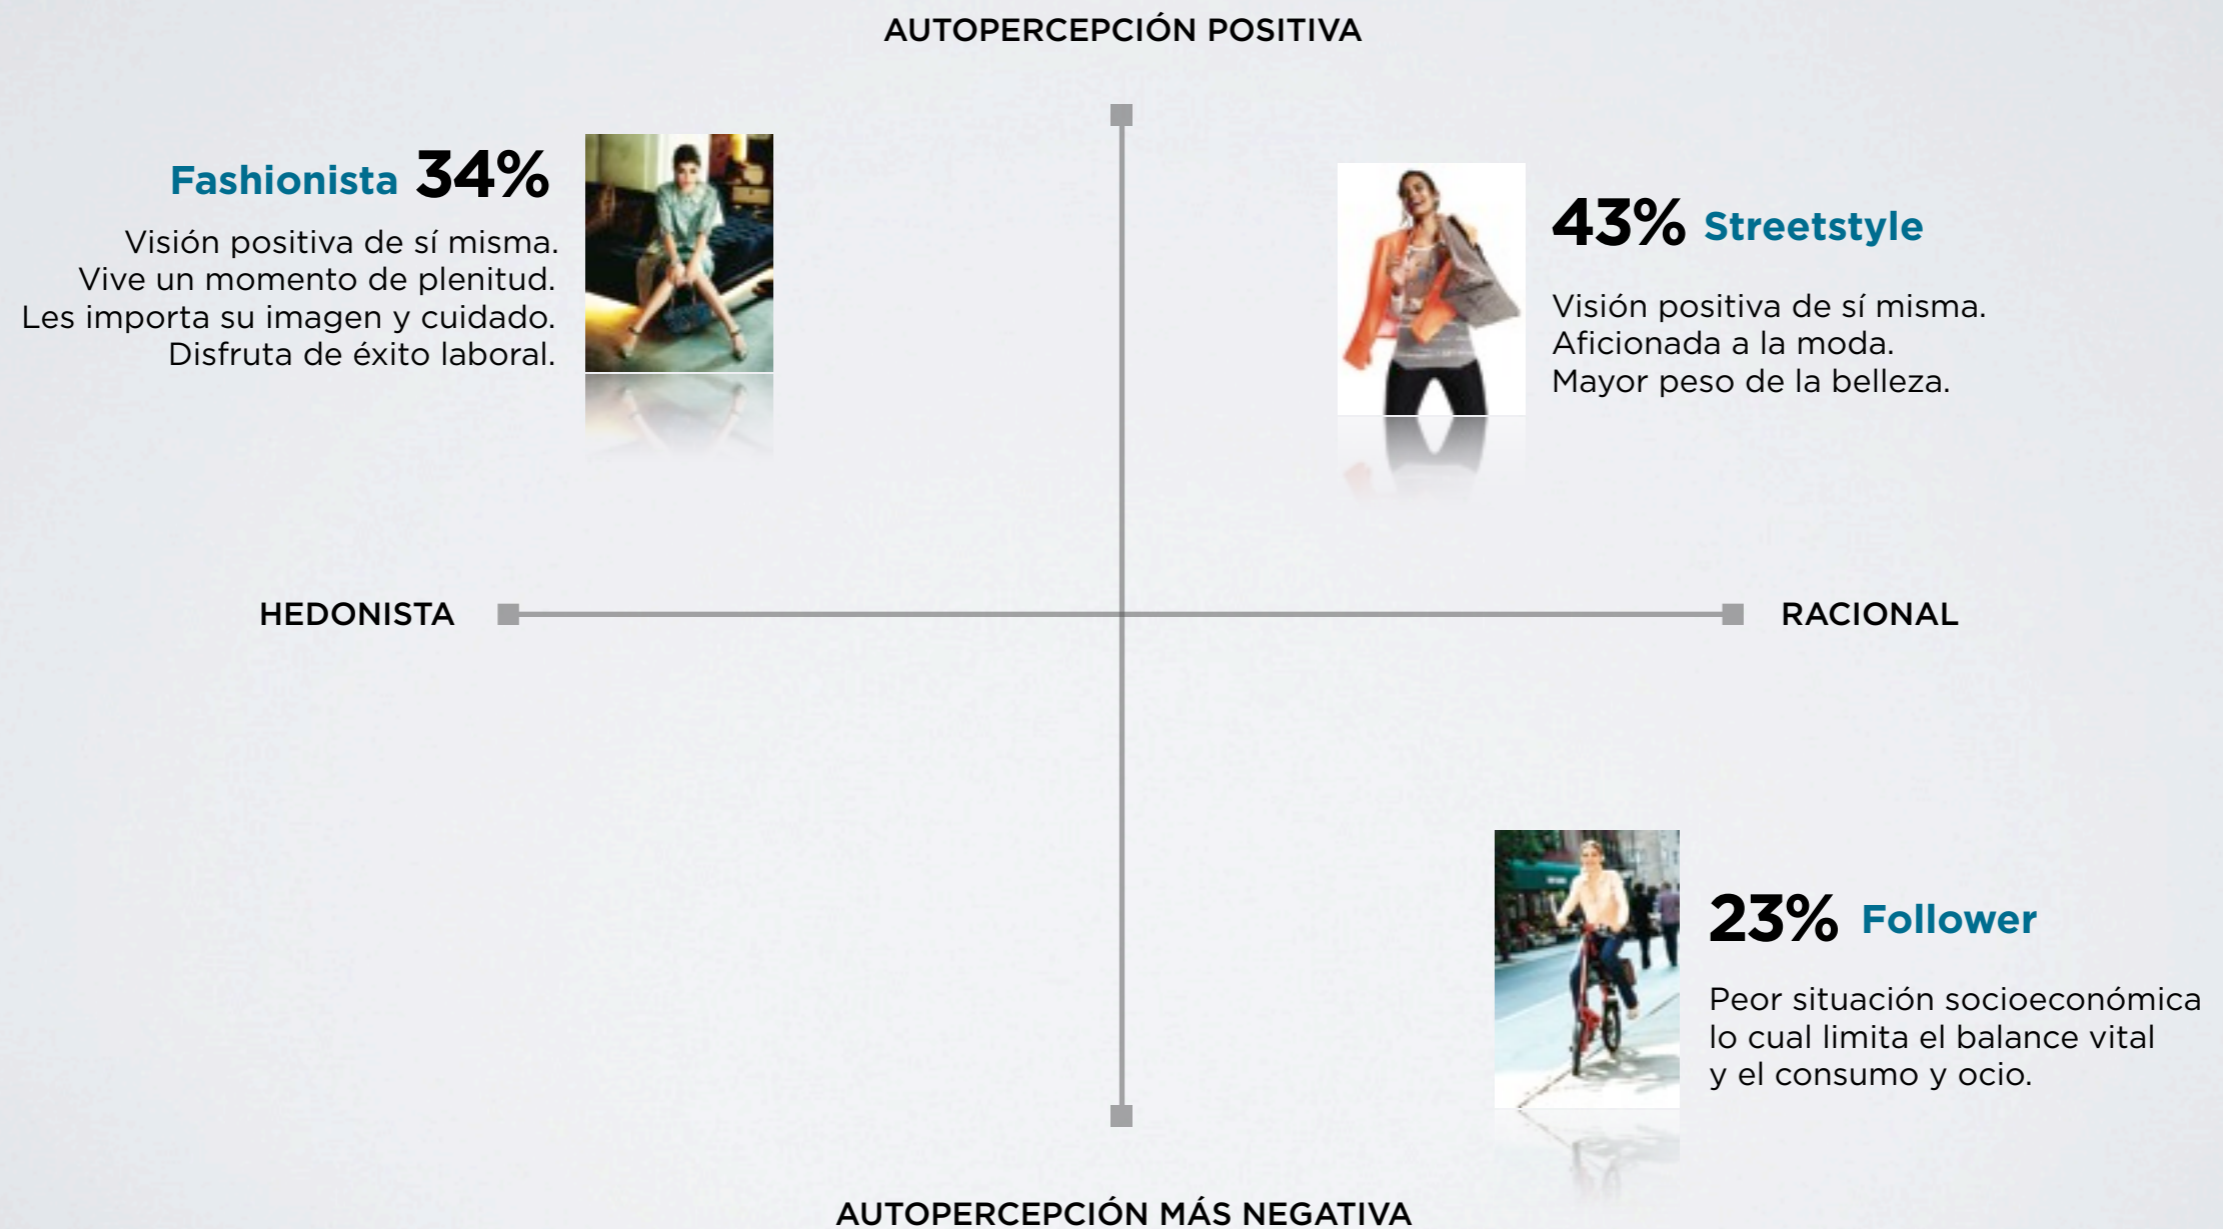 AUTOPERCEPCIÓN POSITIVA
Fashionista 34%
Visión positiva de sí misma.
Vive un momento de plenitud.
Les importa su imagen y cuidado.
Disfruta de éxito laboral.
43% Streetstyle
Visión positiva de sí misma.
Aficionada a la moda.
Mayor peso de la belleza.
HEDONISTA
RACIONAL
23% Follower
Peor situación socioeconómica
lo cual limita el balance vital
y el consumo y ocio.
AUTOPERCEPCIÓN MÁS NEGATIVA